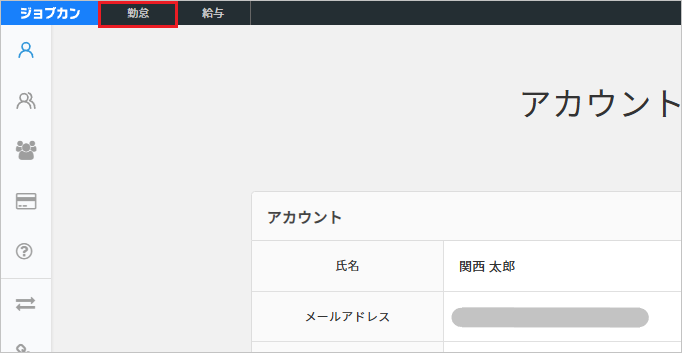 ジョブカン 勤怠 給与
アカウント
アカウント
氏名 関西 太郎
メールアドレス